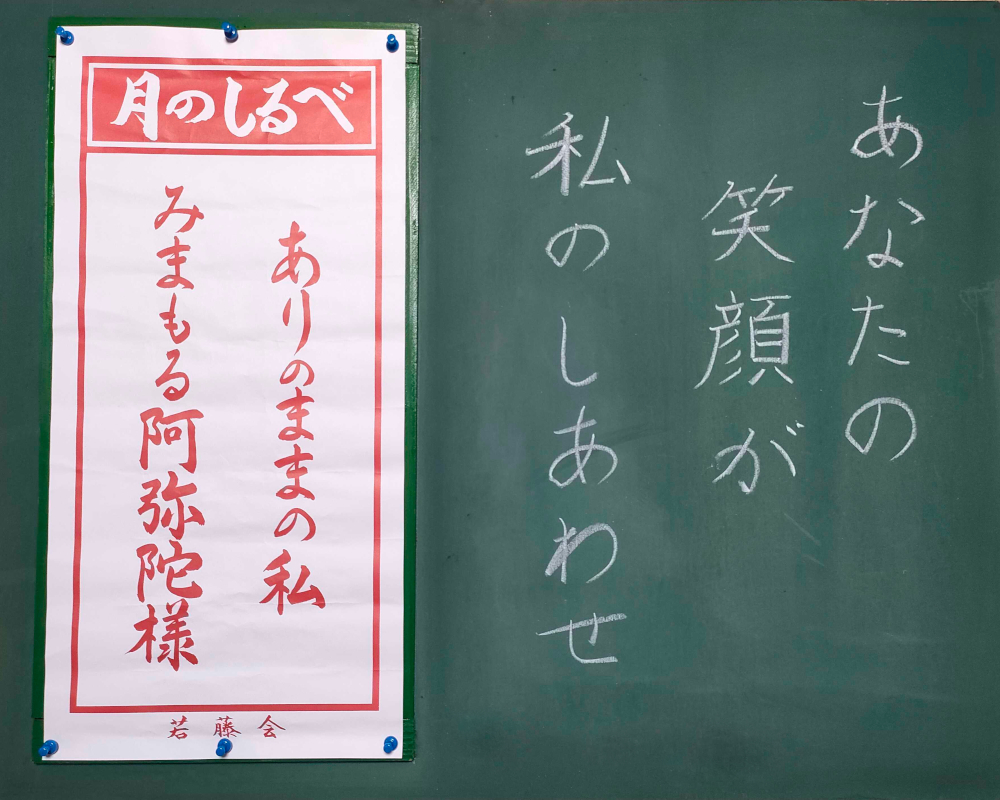 月のしるべ
ありのままの私
みまもる阿弥陀様
若藤会
あなたの
笑顔が
私のしあわせ